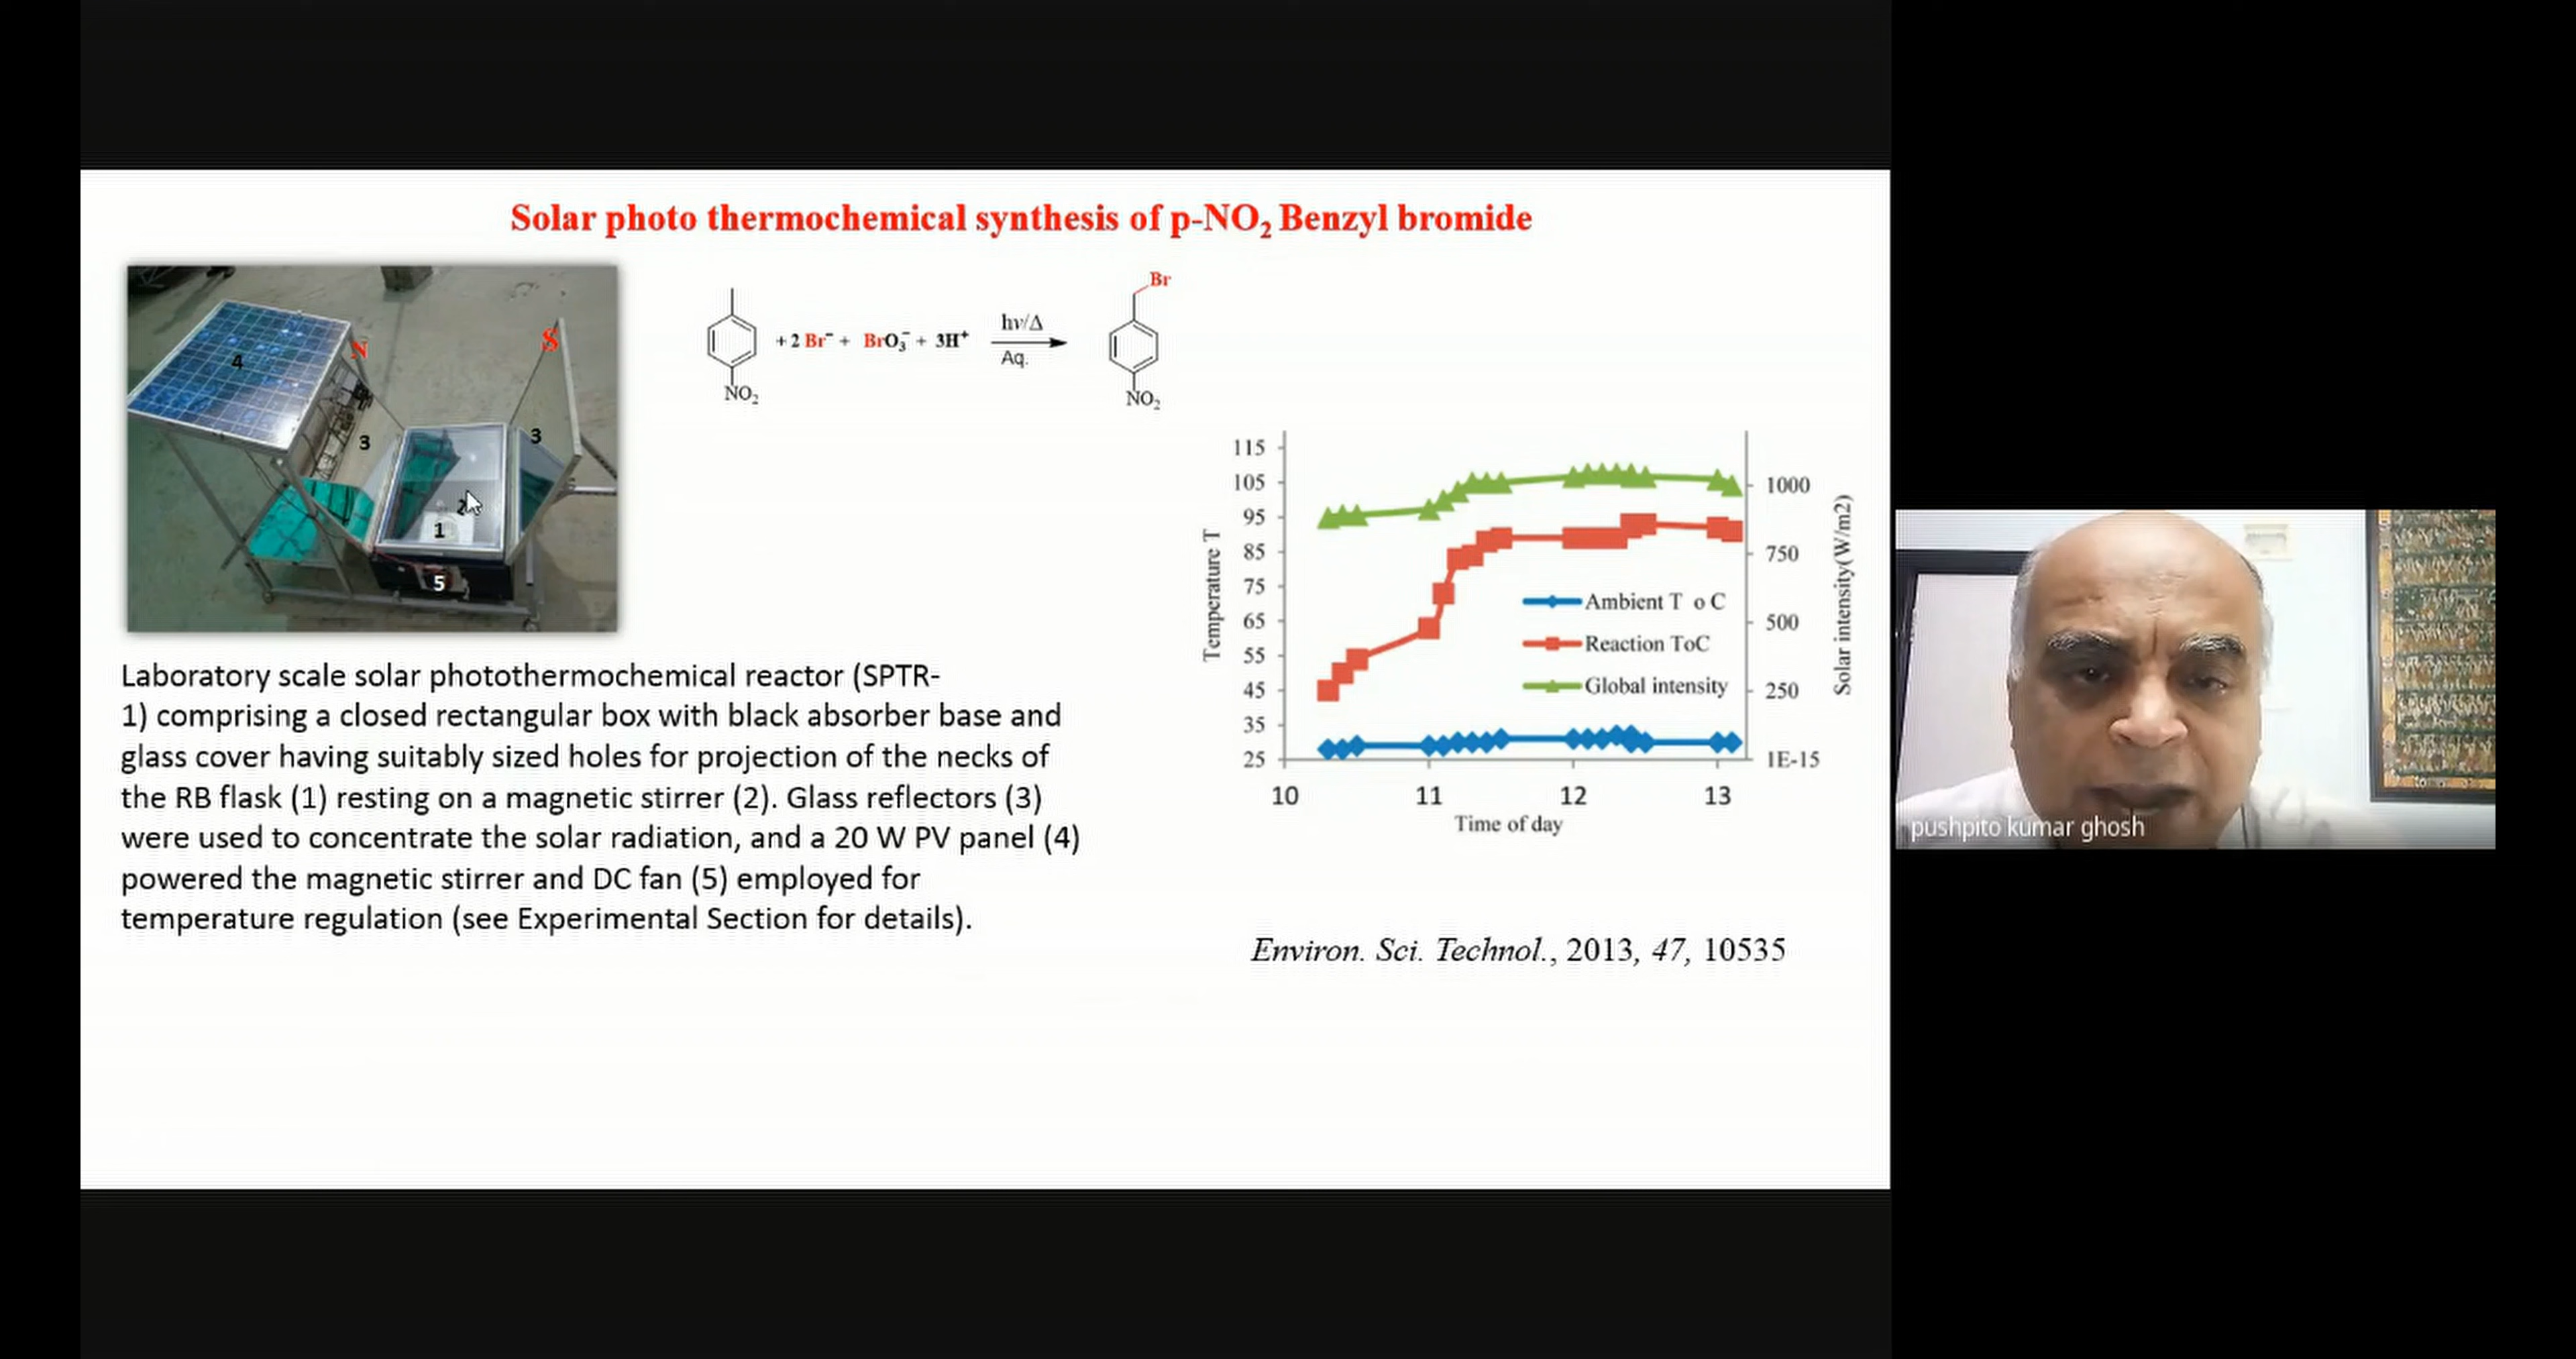 Solar photo thermochemical synthesis of p-NO₂ Benzyl bromide
4
N
S
3
3
2
1
5
Br
+ 2 Br⁻ + BrO₃⁻ + 3H⁺
hν/Δ
Aq.
NO₂
NO₂
Laboratory scale solar photothermochemical reactor (SPTR-
1) comprising a closed rectangular box with black absorber base and
glass cover having suitably sized holes for projection of the necks of
the RB flask (1) resting on a magnetic stirrer (2). Glass reflectors (3)
were used to concentrate the solar radiation, and a 20 W PV panel (4)
powered the magnetic stirrer and DC fan (5) employed for
temperature regulation (see Experimental Section for details).
Temperature T
115
105
95
85
75
65
55
45
35
25
10 11 12 13
Time of day
Ambient T o C
Reaction ToC
Global intensity
1000
750
500
250
1E-15
Solar intensity(W/m2)
Environ. Sci. Technol., 2013, 47, 10535
pushpito kumar ghosh